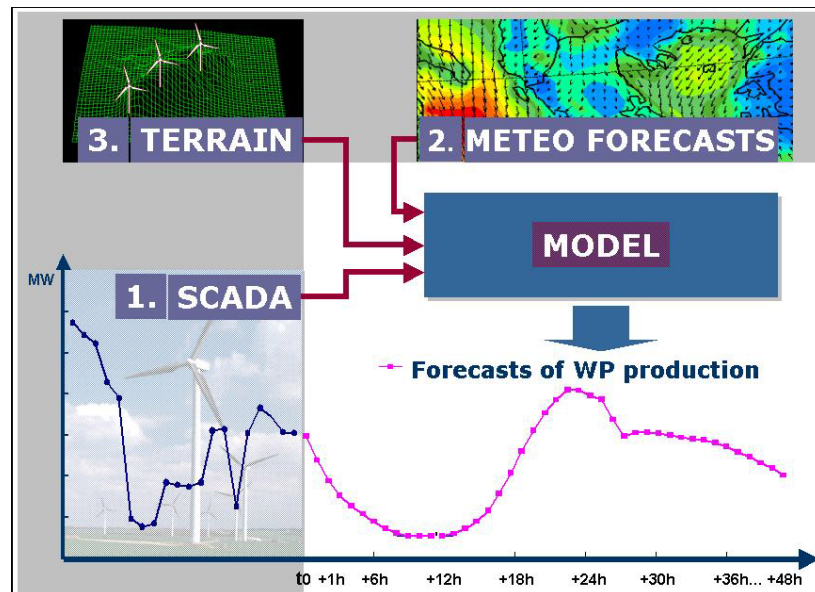 3. TERRAIN
2. METEO FORECASTS
MODEL
MW
1. SCADA
Forecasts of WP production
t0 +1h +6h +12h +18h +24h +30h +36h... +48h